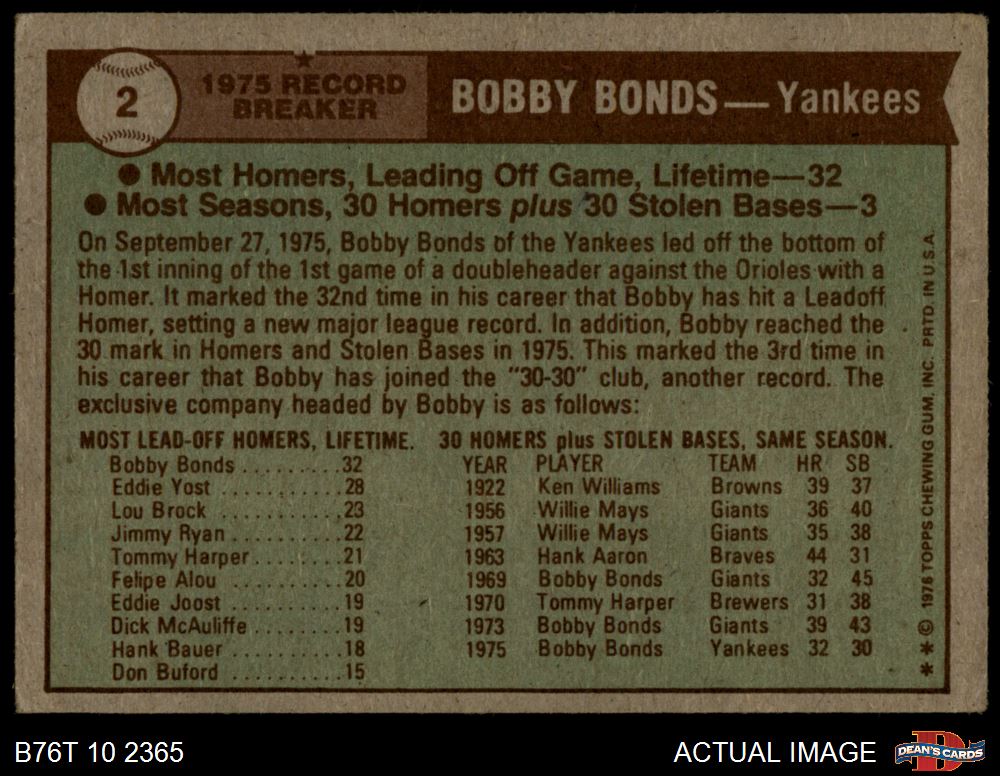 2
1975 RECORD
BREAKER
BOBBY BONDS — Yankees
● Most Homers, Leading Off Game, Lifetime—32
● Most Seasons, 30 Homers plus 30 Stolen Bases—3
On September 27, 1975, Bobby Bonds of the Yankees led off the bottom of
the 1st inning of the 1st game of a doubleheader against the Orioles with a
Homer. It marked the 32nd time in his career that Bobby has hit a Leadoff
Homer, setting a new major league record. In addition, Bobby reached the
30 mark in Homers and Stolen Bases in 1975. This marked the 3rd time in
his career that Bobby has joined the "30-30" club, another record. The
exclusive company headed by Bobby is as follows:
MOST LEAD-OFF HOMERS, LIFETIME.
Bobby Bonds..........32
Eddie Yost ..........28
Lou Brock ...........23
Jimmy Ryan..........22
Tommy Harper........21
Felipe Alou ..........20
Eddie Joost ..........19
Dick McAuliffe........19
Hank Bauer ..........18
Don Buford ..........15
30 HOMERS plus STOLEN BASES, SAME SEASON.
YEAR PLAYER TEAM HR SB
1922 Ken Williams Browns 39 37
1956 Willie Mays Giants 36 40
1957 Willie Mays Giants 35 38
1963 Hank Aaron Braves 44 31
1969 Bobby Bonds Giants 32 45
1970 Tommy Harper Brewers 31 38
1973 Bobby Bonds Giants 39 43
1975 Bobby Bonds Yankees 32 30
** © 1976 TOPPS CHEWING GUM, INC. PRTD. IN U.S.A.
B76T 10 2365
ACTUAL IMAGE
DEAN'S CARDS